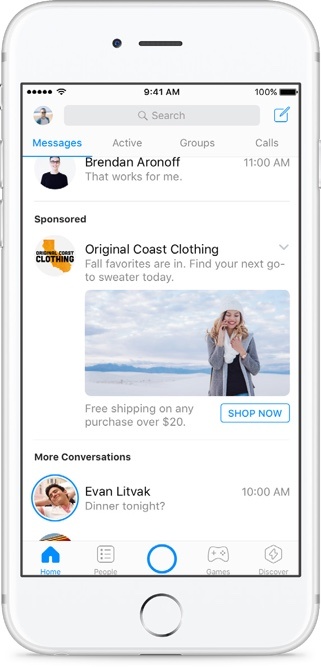 9:41 AM
100%
Search
Messages Active Groups Calls
Brendan Aronoff 11:00 AM
That works for me.
Sponsored
ORIGINAL COAST
CLOTHING
Original Coast Clothing
Fall favorites are in. Find your next go-
to sweater today.
Free shipping on any
purchase over $20.
SHOP NOW
More Conversations
Evan Litvak 10:00 AM
Dinner tonight?
Home People Games Discover